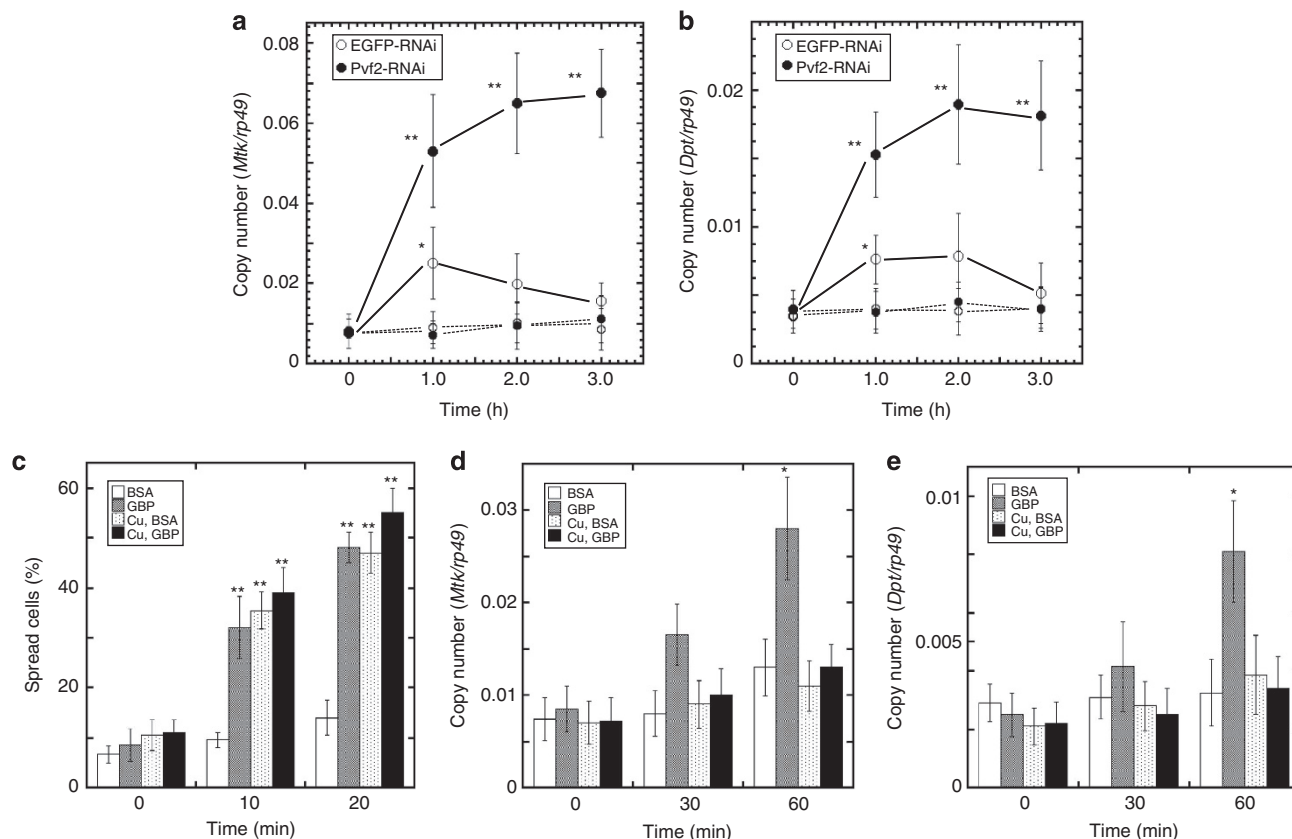 a
EGFP-RNAi
Pvf2-RNAi
Copy number (Mtk/rp49)
0.08
0.06
0.04
0.02
0
**
**
**
*
0
1.0
2.0
3.0
Time (h)
b
EGFP-RNAi
Pvf2-RNAi
Copy number (Dpt/rp49)
0.02
0.01
0
**
**
**
*
0
1.0
2.0
3.0
Time (h)
c
BSA
GBP
Cu, BSA
Cu, GBP
Spread cells (%)
60
40
20
0
**
**
**
**
**
**
0
10
20
Time (min)
d
BSA
GBP
Cu, BSA
Cu, GBP
Copy number (Mtk/rp49)
0.03
0.02
0.01
0
*
0
30
60
Time (min)
e
BSA
GBP
Cu, BSA
Cu, GBP
Copy number (Dpt/rp49)
0.01
0.005
0
*
0
30
60
Time (min)